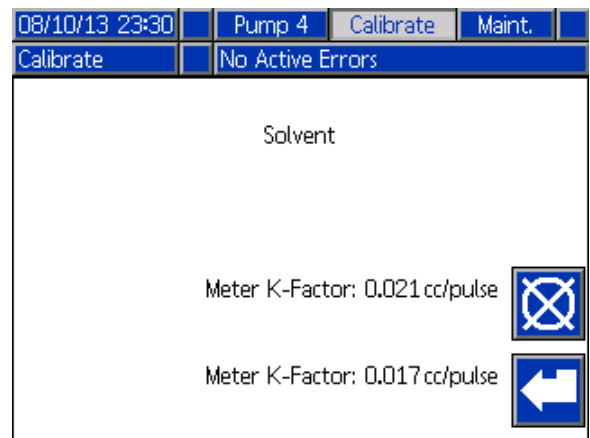 08/10/13 23:30 Pump 4 Calibrate Maint.
Calibrate No Active Errors
Solvent
Meter K-Factor: 0.021 cc/pulse
Meter K-Factor: 0.017 cc/pulse